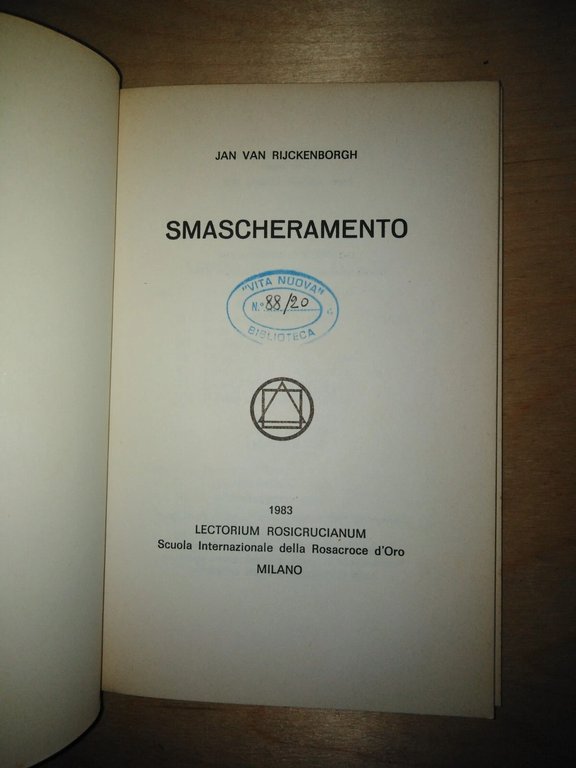 JAN VAN RIJCKENBORGH
SMASCHERAMENTO
"VITA NUOVA"
N.° 88/20
BIBLIOTECA
1983
LECTORIUM ROSICRUCIANUM
Scuola Internazionale della Rosacroce d'Oro
MILANO